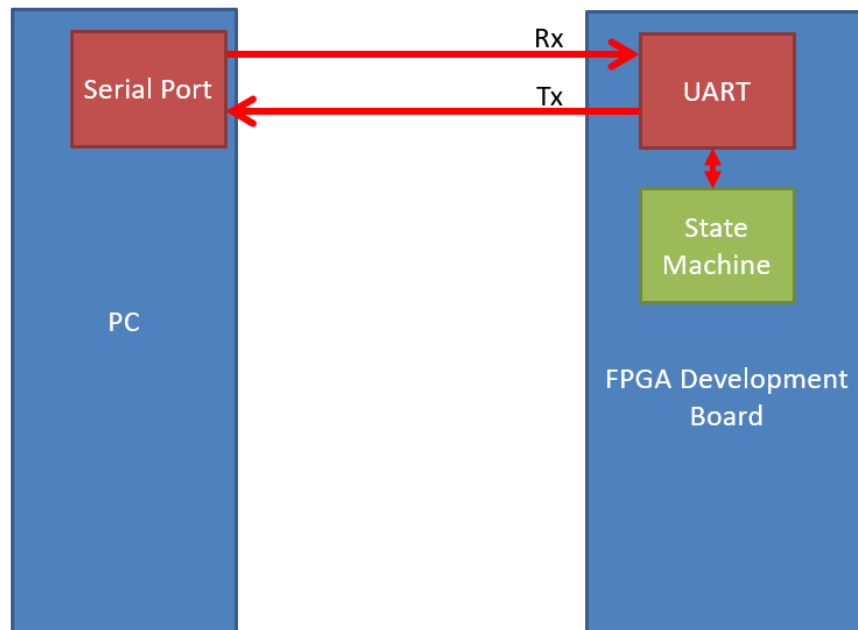 Rx
Serial Port
UART
Tx
State
Machine
PC
FPGA Development
Board